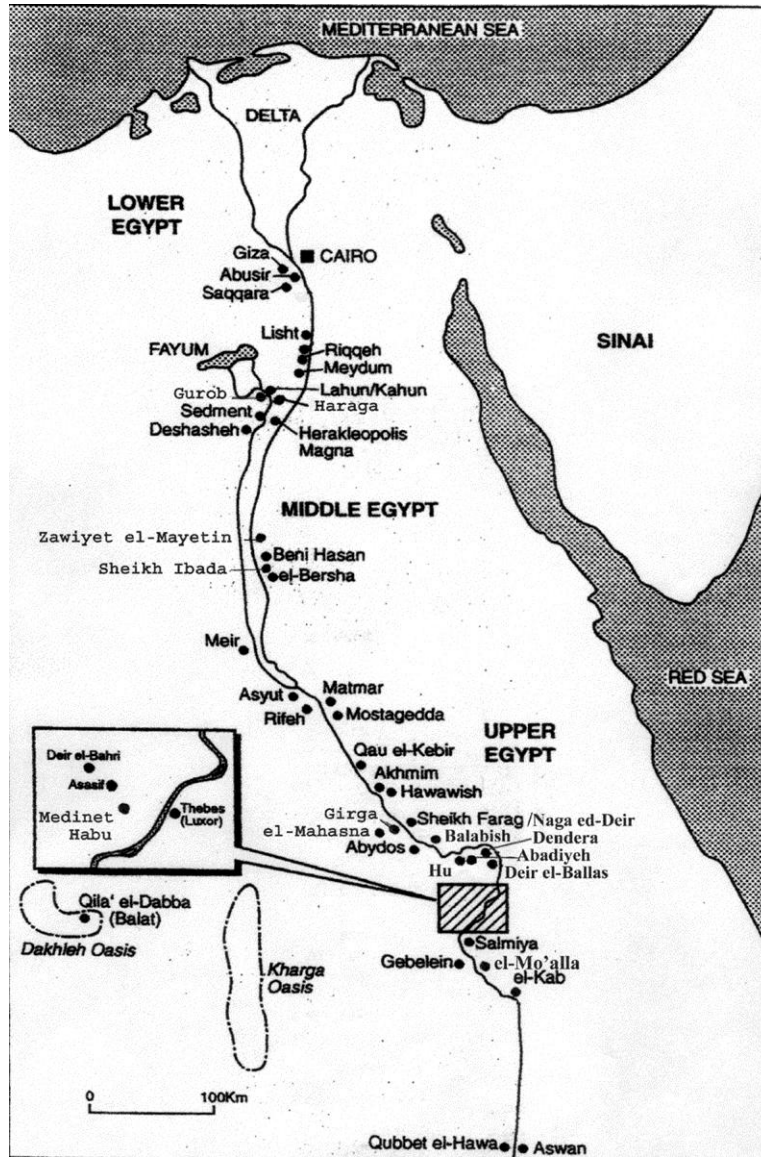 MEDITERRANEAN SEA
DELTA
LOWER
EGYPT
Giza
CAIRO
Abusir
Saqqara
SINAI
Lisht
FAYUM
Riqqeh
Meydum
Lahun/Kahun
Gurob
Haraga
Sedment
Deshasheh
Herakleopolis
Magna
MIDDLE EGYPT
Zawiyet el-Mayetin
Beni Hasan
Sheikh Ibada
el-Bersha
Meir
RED SEA
Asyut
Matmar
Rifeh
Mostagedda
UPPER
EGYPT
Deir el-Bahri
Asasif
Medinet
Habu
Thebes
(Luxor)
Qau el-Kebir
Akhmim
Hawawish
Girga
Sheikh Farag /Naga ed-Deir
el-Mahasna
Balabish
Dendera
Abydos
Abadiyeh
Hu
Deir el-Ballas
Qila' el-Dabba
(Balat)
Dakhleh Oasis
Kharga
Oasis
Salmiya
Gebelein
el-Mo'alla
el-Kab
0
100Km
Qubbet el-Hawa
Aswan